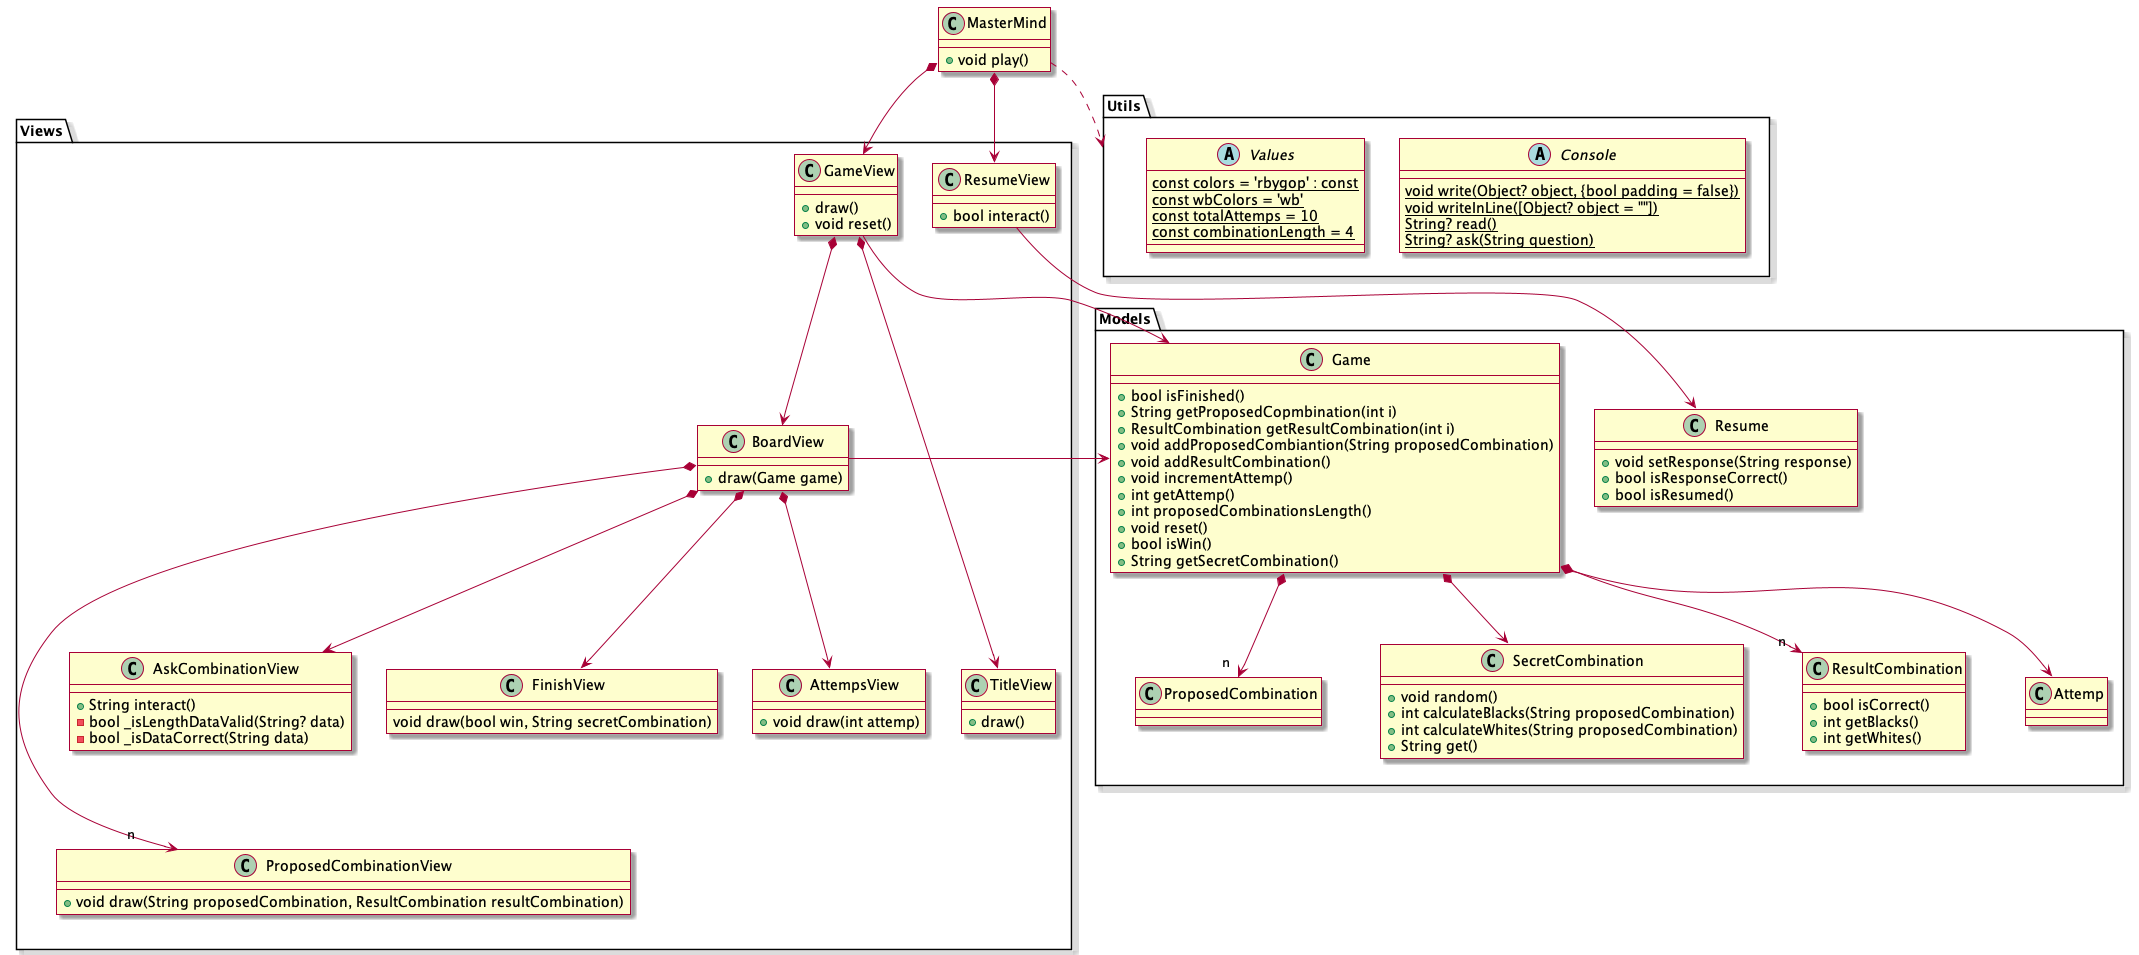 C MasterMind
void play()
Utils
A Values
const colors = 'rbygop' : const
const wbColors = 'wb'
const totalAttemps = 10
const combinationLength = 4
A Console
void write(Object? object, {bool padding = false})
void writeInLine([Object? object = ""])
String? read()
String? ask(String question)
Views
C GameView
draw()
void reset()
C ResumeView
bool interact()
C BoardView
draw(Game game)
C AskCombinationView
String interact()
bool _isLengthDataValid(String? data)
bool _isDataCorrect(String data)
C FinishView
void draw(bool win, String secretCombination)
C AttempsView
void draw(int attemp)
C TitleView
draw()
n
C ProposedCombinationView
void draw(String proposedCombination, ResultCombination resultCombination)
Models
C Game
bool isFinished()
String getProposedCopmbination(int i)
ResultCombination getResultCombination(int i)
void addProposedCombiantion(String proposedCombination)
void addResultCombination()
void incrementAttemp()
int getAttemp()
int proposedCombinationsLength()
void reset()
bool isWin()
String getSecretCombination()
C Resume
void setResponse(String response)
bool isResponseCorrect()
bool isResumed()
n
C ProposedCombination
C SecretCombination
void random()
int calculateBlacks(String proposedCombination)
int calculateWhites(String proposedCombination)
String get()
n
C ResultCombination
bool isCorrect()
int getBlacks()
int getWhites()
C Attemp